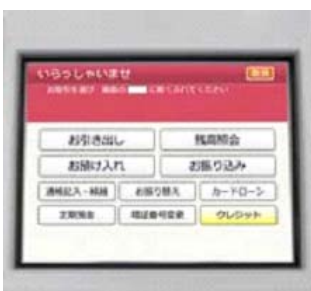 いらっしゃいませ
お引き出し 残高照会
お預け入れ お振り込み
通帳記入・繰越 お振り替え カードローン
定期預金 暗証番号変更 クレジット